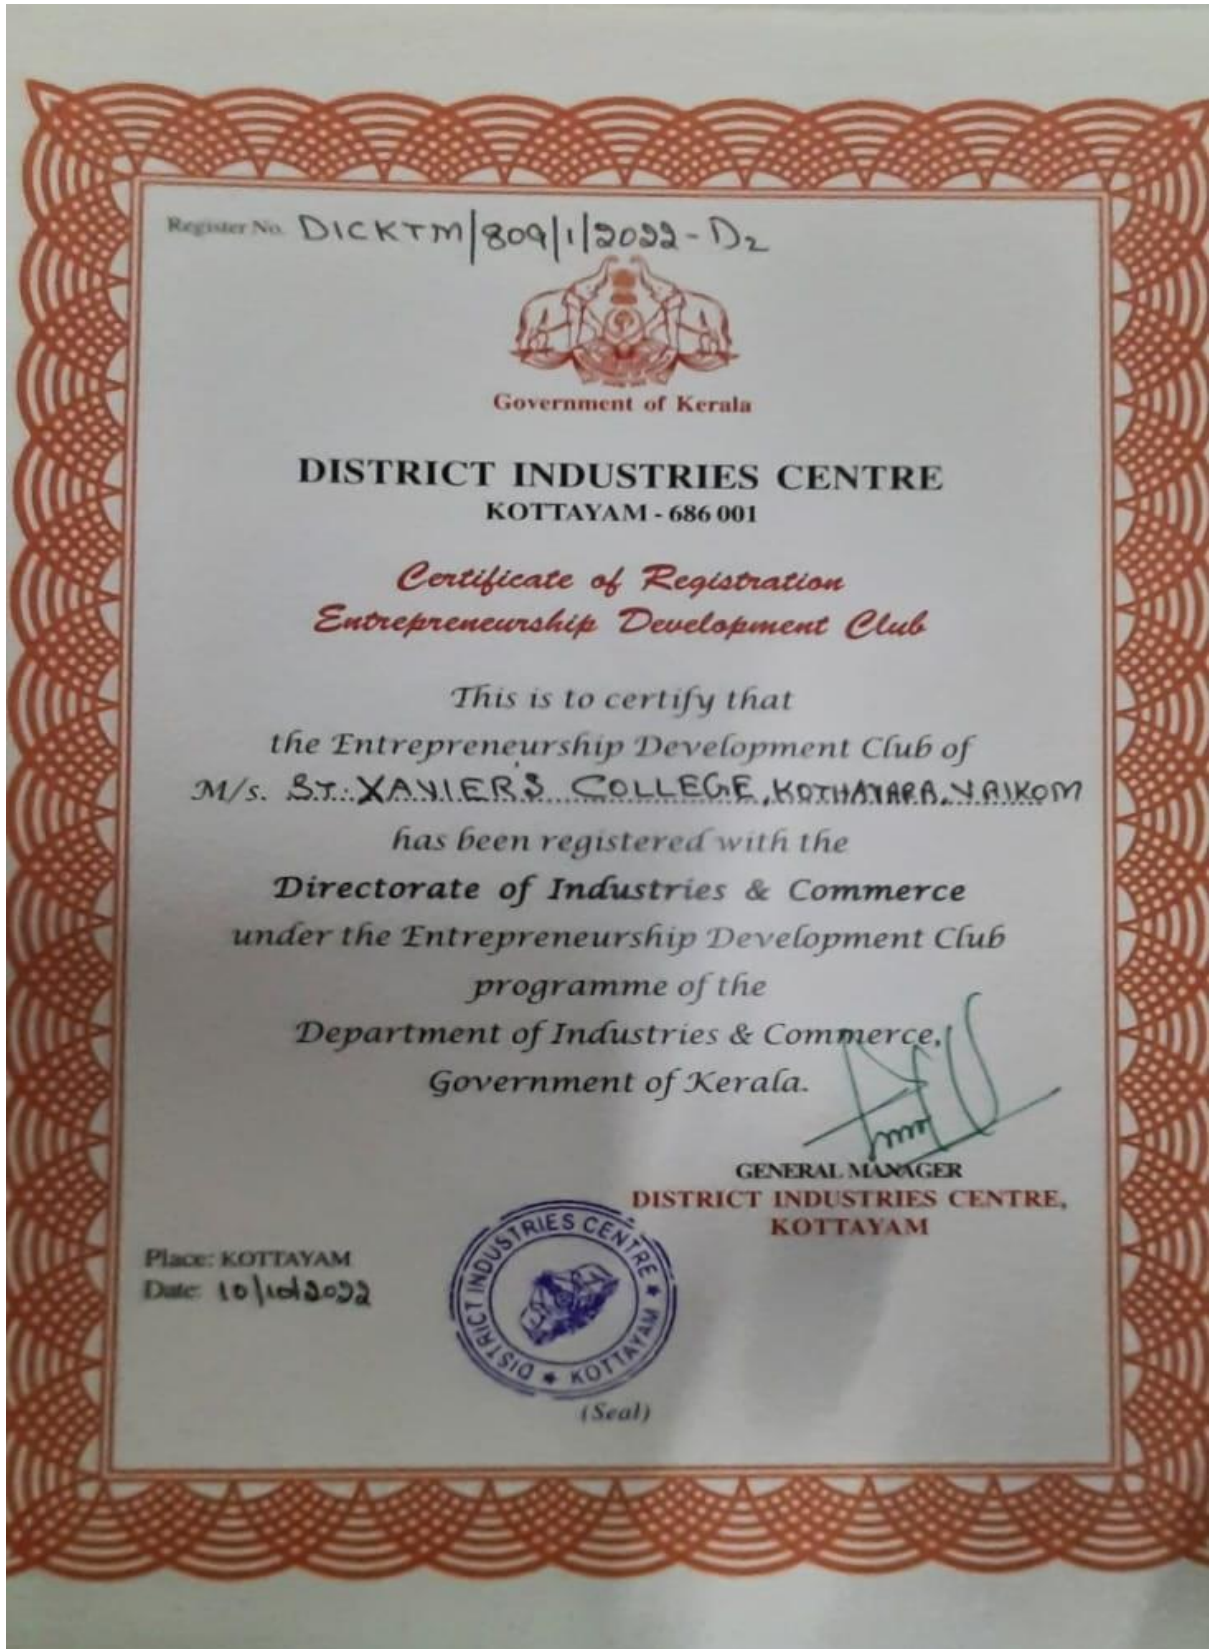 Register No. DICKTM/809/1/2022-D2
Government of Kerala
DISTRICT INDUSTRIES CENTRE
KOTTAYAM - 686 001
Certificate of Registration
Entrepreneurship Development Club
This is to certify that
the Entrepreneurship Development Club of
M/s. ST. XAVIER'S COLLEGE, KOTHAVARA, VAIKOM
has been registered with the
Directorate of Industries & Commerce
under the Entrepreneurship Development Club
programme of the
Department of Industries & Commerce,
Government of Kerala.
GENERAL MANAGER
DISTRICT INDUSTRIES CENTRE,
KOTTAYAM
Place: KOTTAYAM
Date: 10/10/2022
DISTRICT INDUSTRIES CENTRE
KOTTAYAM
(Seal)